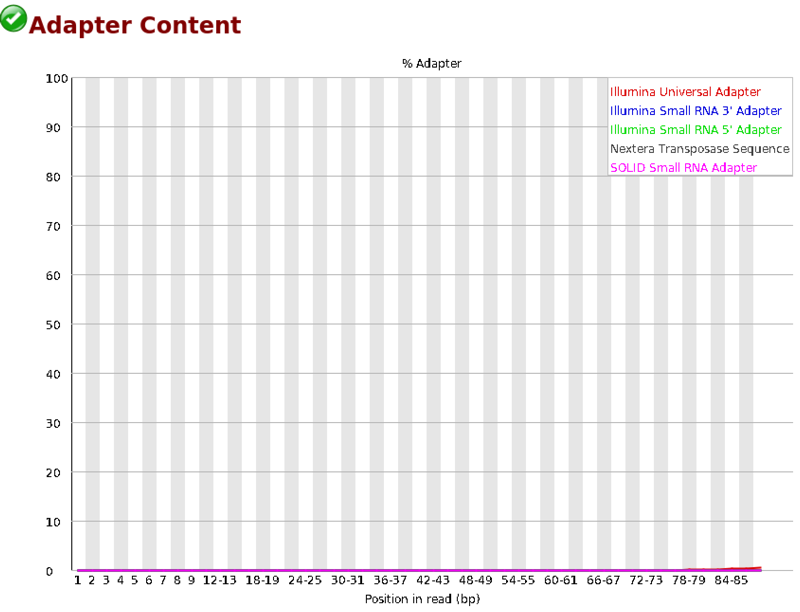 Adapter Content
% Adapter
100
Illumina Universal Adapter
Illumina Small RNA 3' Adapter
Illumina Small RNA 5' Adapter
Nextera Transposase Sequence
SOLID Small RNA Adapter
90
80
70
60
50
40
30
20
10
0
1 2 3 4 5 6 7 8 9 12-13 18-19 24-25 30-31 36-37 42-43 48-49 54-55 60-61 66-67 72-73 78-79 84-85
Position in read (bp)